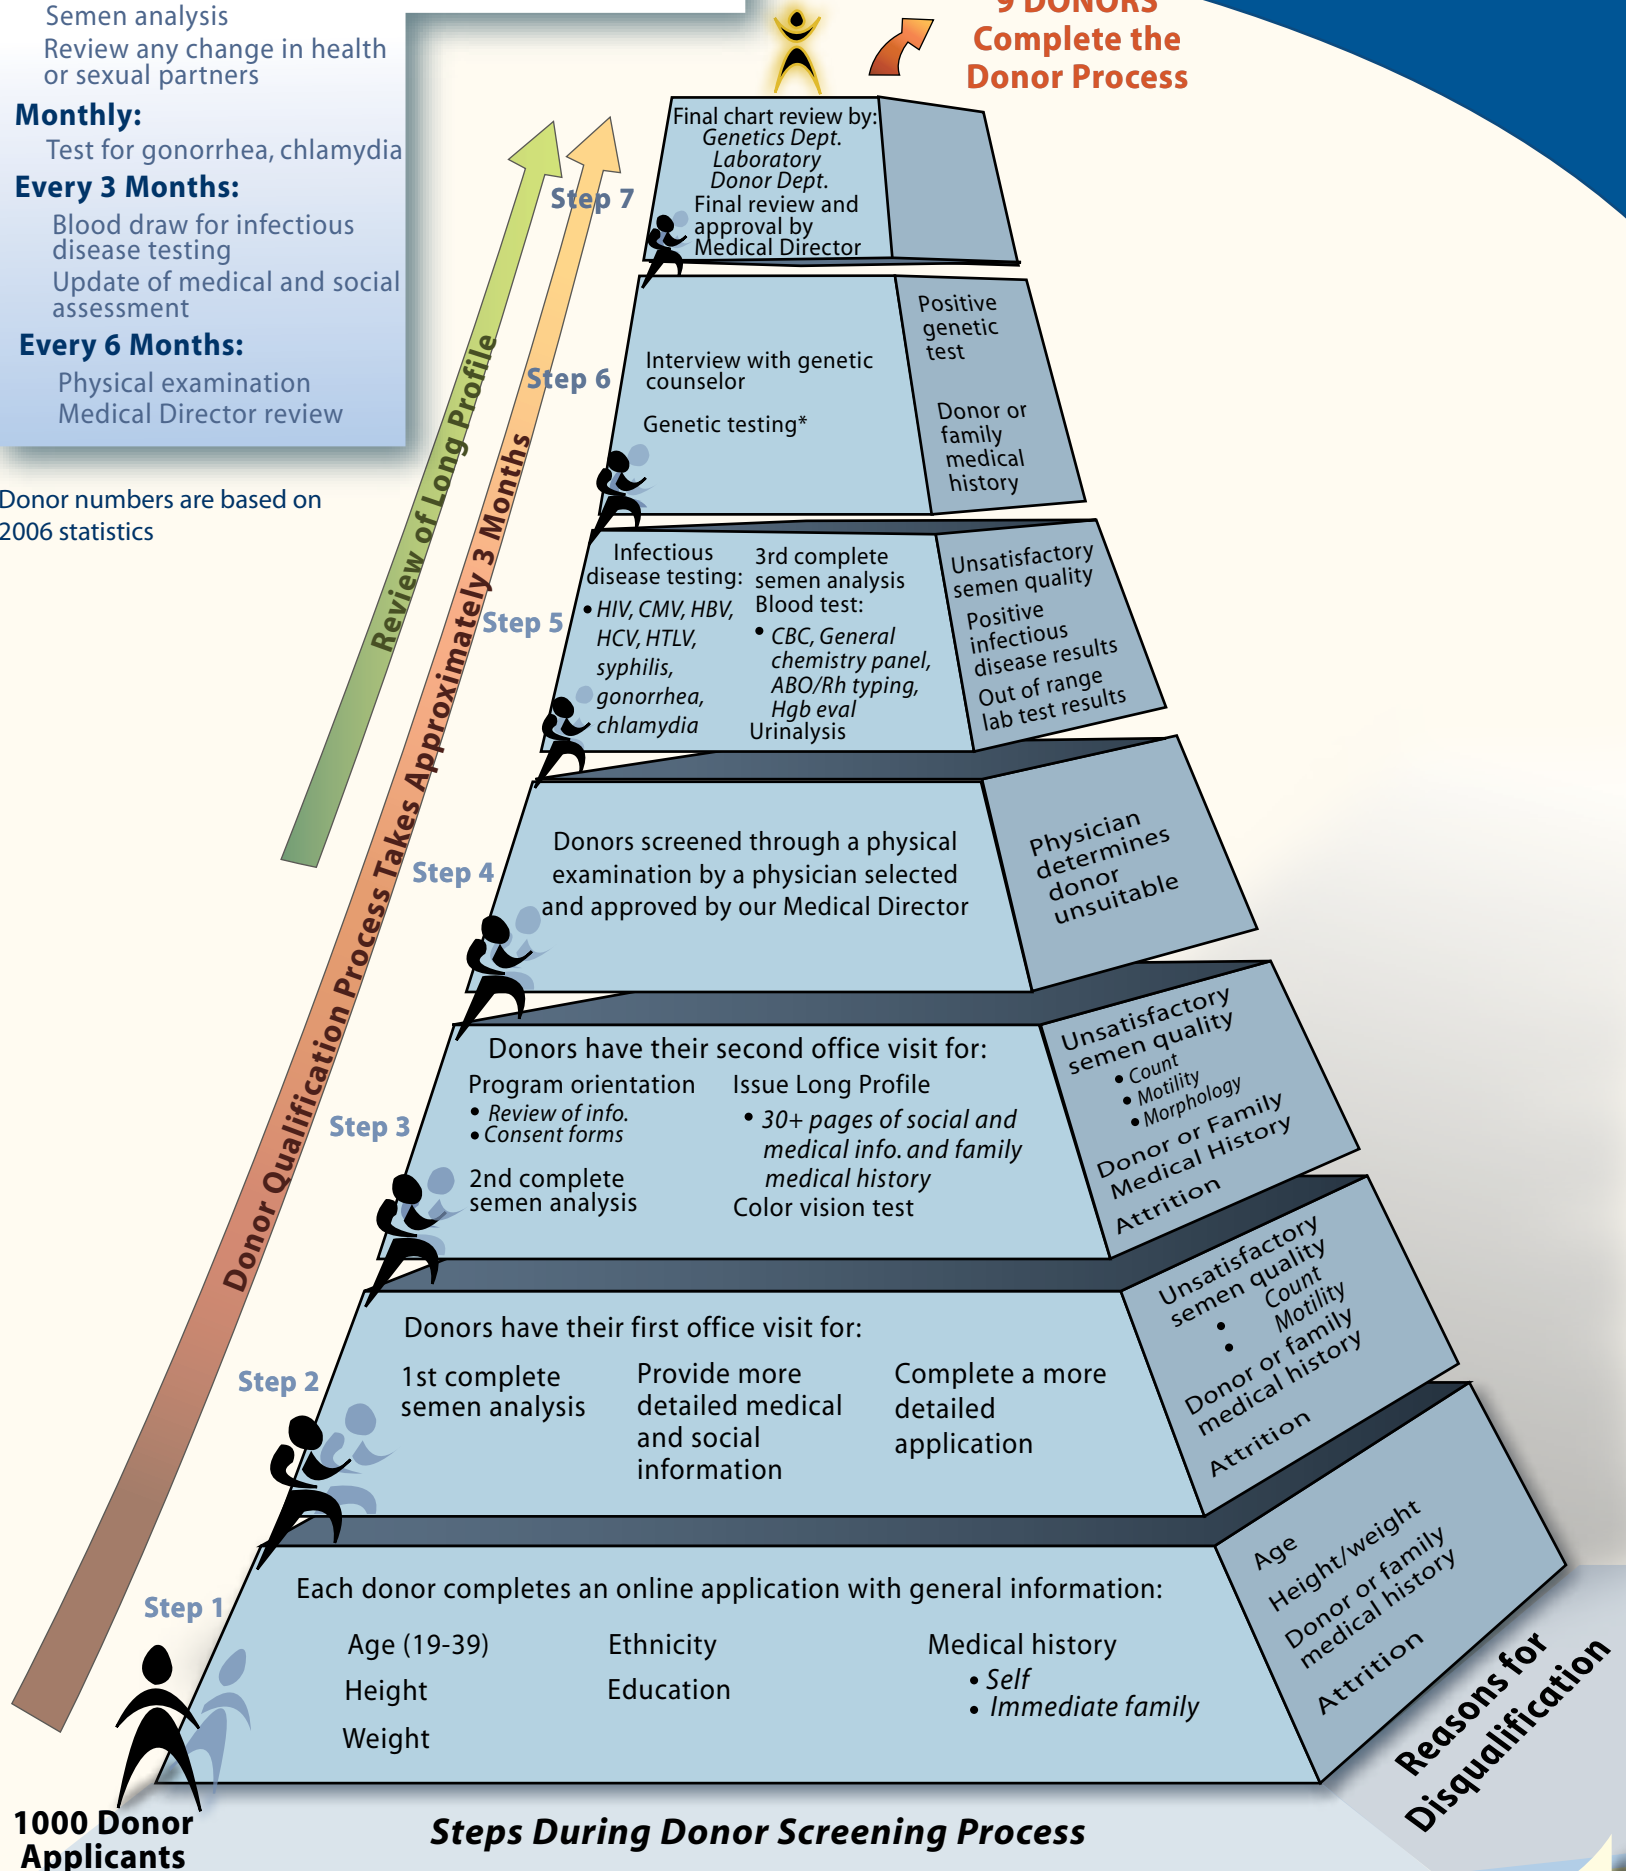 Semen analysis
Review any change in health
or sexual partners
Monthly:
Test for gonorrhea, chlamydia
Every 3 Months:
Blood draw for infectious
disease testing
Update of medical and social
assessment
Every 6 Months:
Physical examination
Medical Director review
Donor numbers are based on
2006 statistics
9 DONORS
Complete the
Donor Process
Review of Long Profile
Donor Qualification Process Takes Approximately 3 Months
Step 7
Final chart review by:
Genetics Dept.
Laboratory
Donor Dept.
Final review and
approval by
Medical Director
Step 6
Interview with genetic
counselor
Genetic testing*
Positive
genetic
test
Donor or
family
medical
history
Step 5
Infectious
disease testing:
• HIV, CMV, HBV,
HCV, HTLV,
syphilis,
gonorrhea,
chlamydia
3rd complete
semen analysis
Blood test:
• CBC, General
chemistry panel,
ABO/Rh typing,
Hgb eval
Urinalysis
Unsatisfactory
semen quality
Positive
infectious
disease results
Out of range
lab test results
Step 4
Donors screened through a physical
examination by a physician selected
and approved by our Medical Director
Physician
determines
donor
unsuitable
Step 3
Donors have their second office visit for:
Program orientation
• Review of info.
• Consent forms
2nd complete
semen analysis
Issue Long Profile
• 30+ pages of social and
medical info. and family
medical history
Color vision test
Unsatisfactory
semen quality
• Count
• Motility
• Morphology
Donor or Family
Medical History
Attrition
Step 2
Donors have their first office visit for:
1st complete
semen analysis
Provide more
detailed medical
and social
information
Complete a more
detailed
application
Unsatisfactory
semen quality
• Count
• Motility
Donor or family
medical history
Attrition
Step 1
Each donor completes an online application with general information:
Age (19-39)
Height
Weight
Ethnicity
Education
Medical history
• Self
• Immediate family
Age
Height/weight
Donor or family
medical history
Attrition
Reasons for
Disqualification
1000 Donor
Applicants
Steps During Donor Screening Process